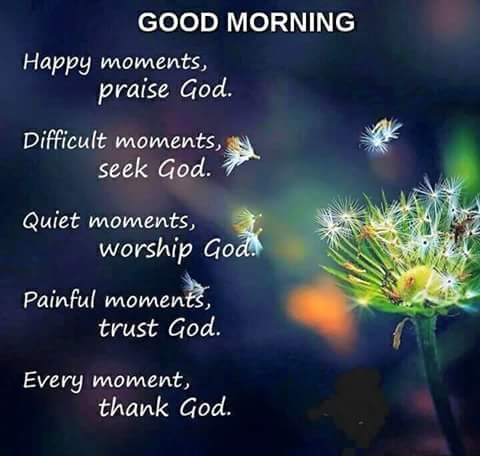 GOOD MORNING
Happy moments,
praise God.
Difficult moments,
seek God.
Quiet moments,
worship God.
Painful moments,
trust God.
Every moment,
thank God.